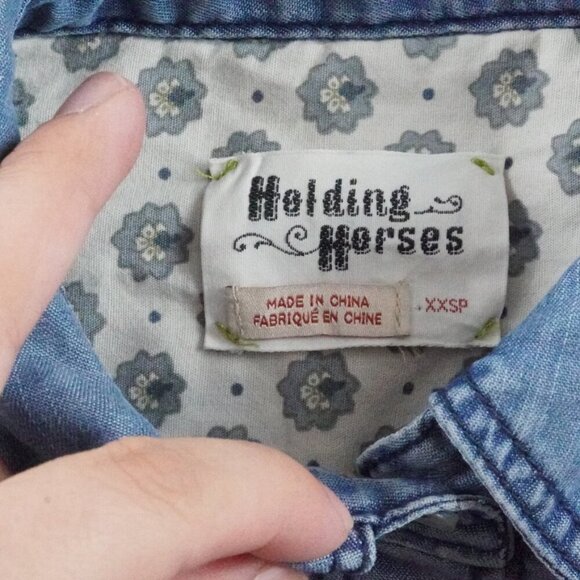 Holding
Horses
MADE IN CHINA
FABRIQUÉ EN CHINE
XXSP